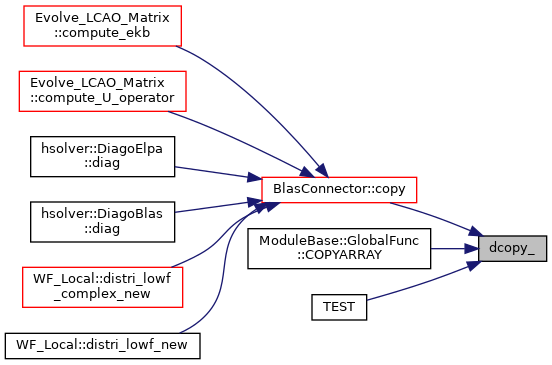 Evolve_LCAO_Matrix
::compute_ekb
Evolve_LCAO_Matrix
::compute_U_operator
hsolver::DiagoElpa
::diag
hsolver::DiagoBlas
::diag
WF_Local::distri_lowf
_complex_new
WF_Local::distri_lowf_new
BlasConnector::copy
ModuleBase::GlobalFunc
::COPYARRAY
TEST
dcopy_